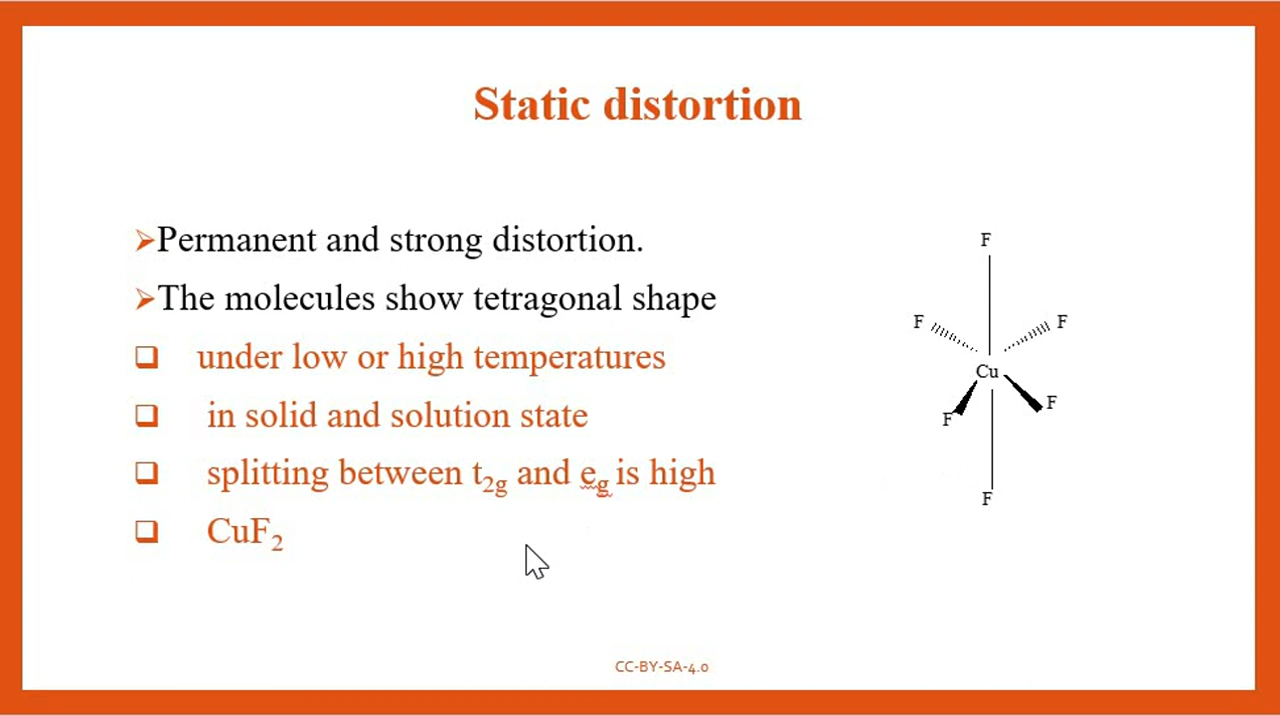 Static distortion
➢Permanent and strong distortion.
➢The molecules show tetragonal shape
❑ under low or high temperatures
❑ in solid and solution state
❑ splitting between t₂g and eg is high
❑ CuF₂
F
F F
Cu
F F
F
CC-BY-SA-4.0